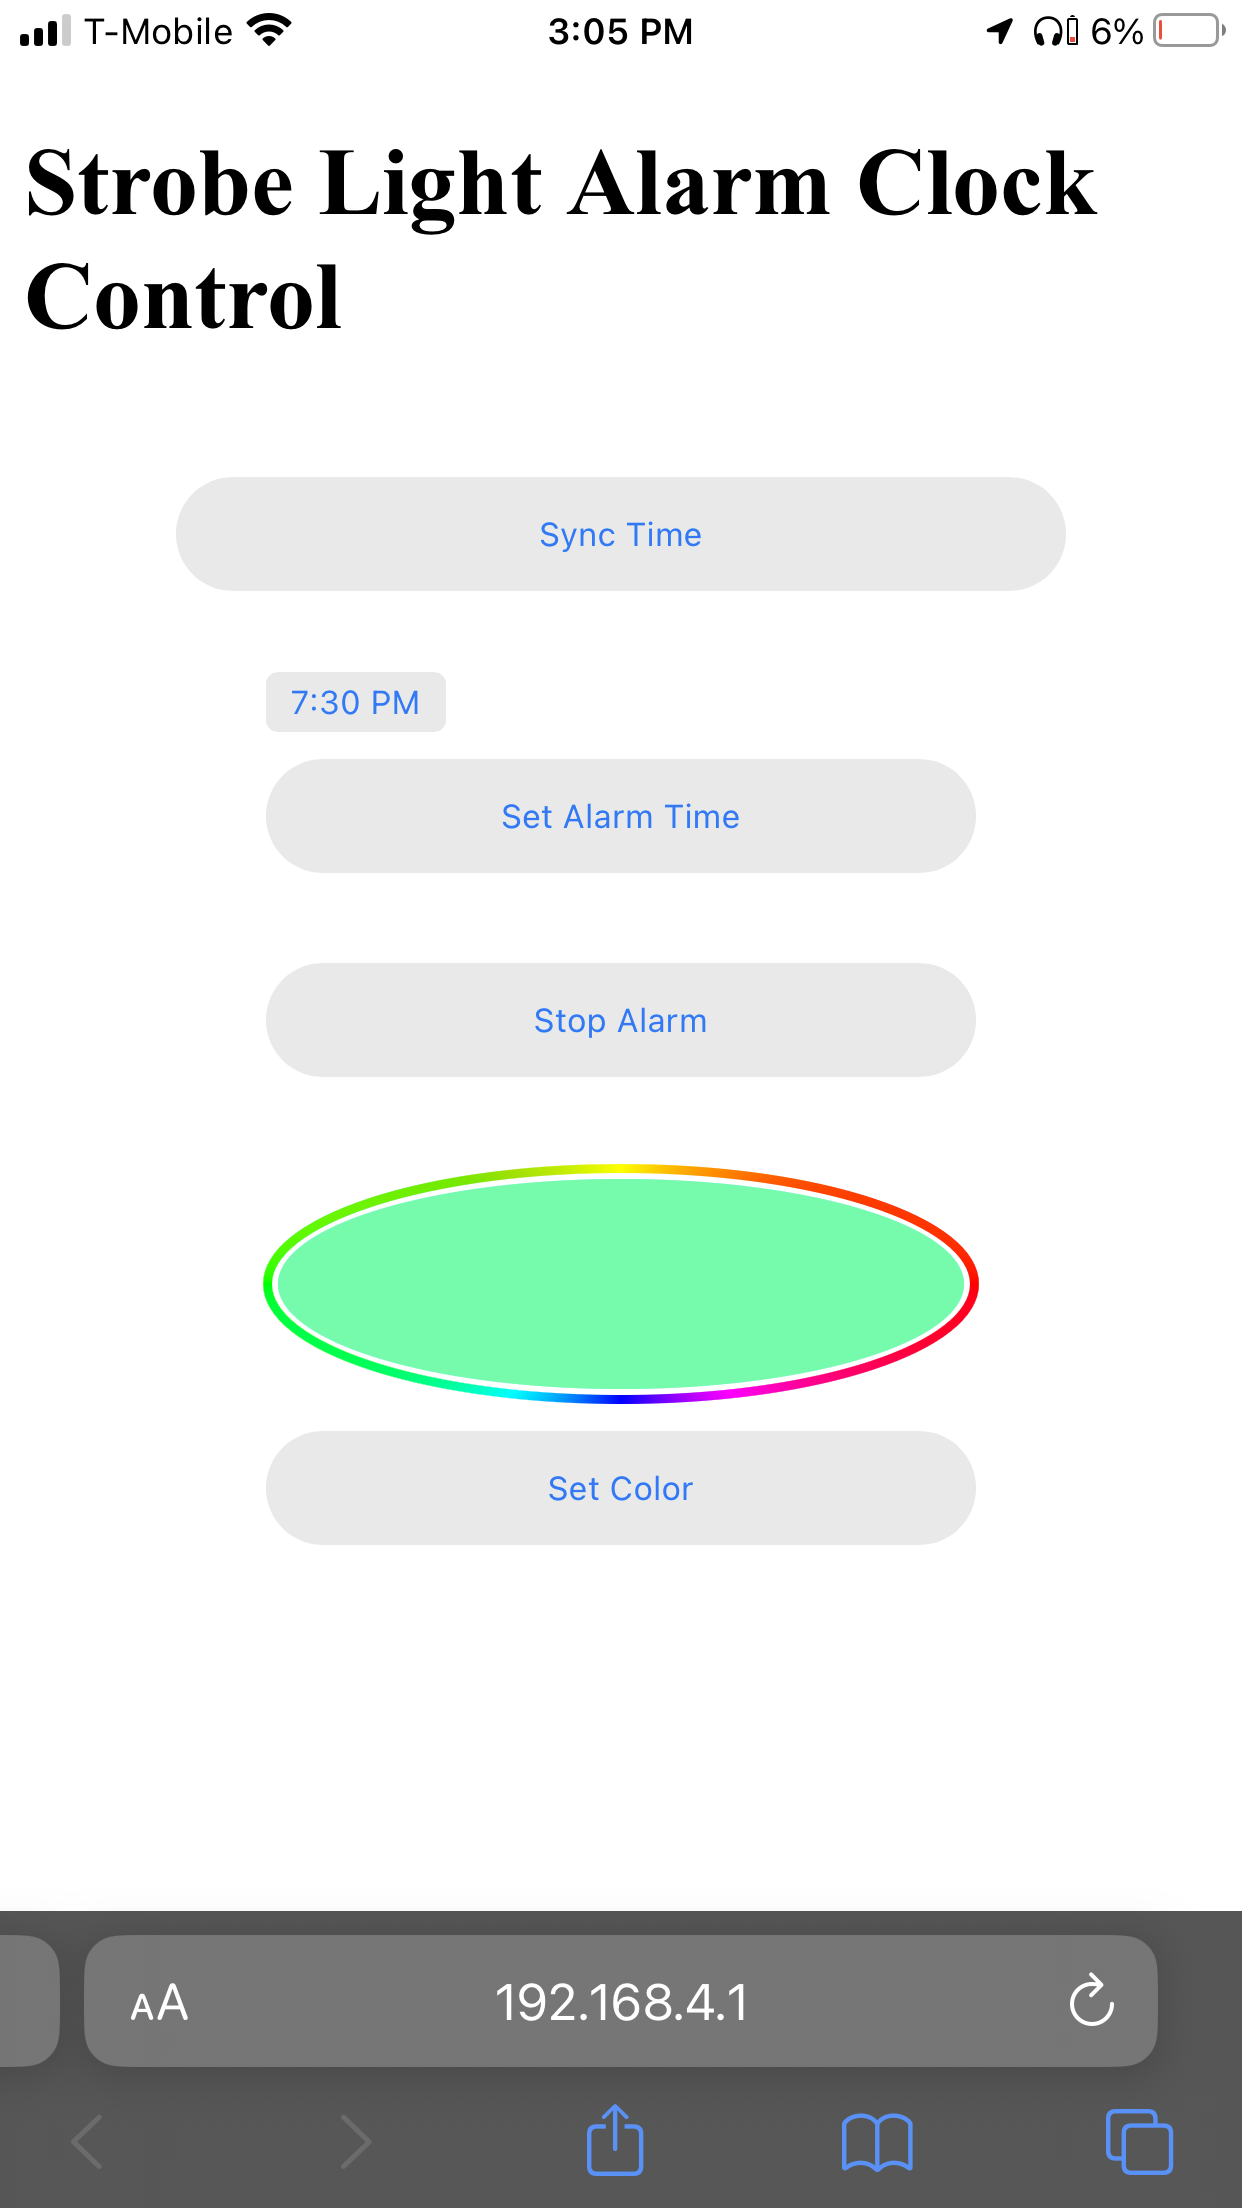 T-Mobile 3:05 PM 6%
Strobe Light Alarm Clock
Control
Sync Time
7:30 PM
Set Alarm Time
Stop Alarm
Set Color
AA 192.168.4.1